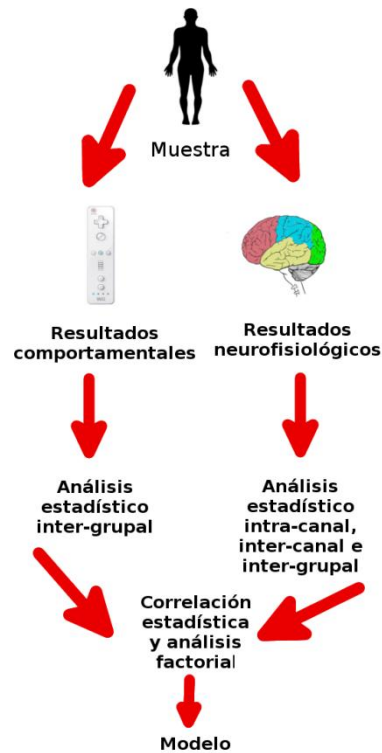 Muestra
Resultados
comportamentales
Resultados
neurofisiológicos
Análisis
estadístico
inter-grupal
Análisis
estadístico
intra-canal,
inter-canal e
inter-grupal
Correlación
estadística
y análisis
factorial
Modelo